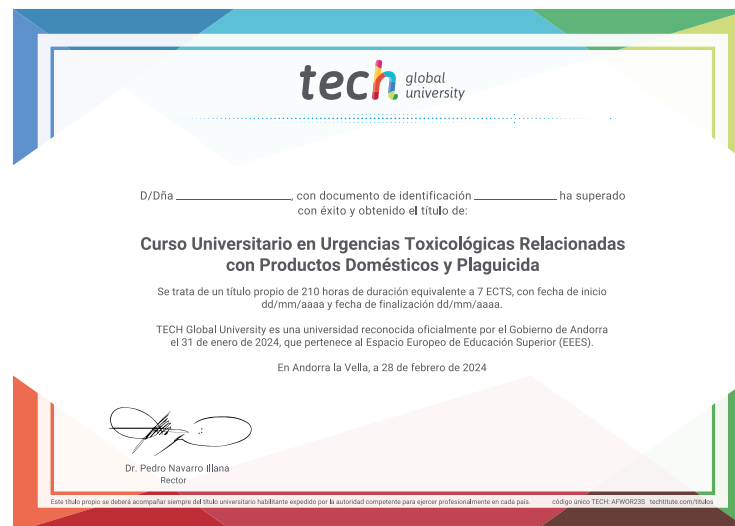 tech global university
D/Dña ____________, con documento de identificación ____________ ha superado
con éxito y obtenido el título de:
Curso Universitario en Urgencias Toxicológicas Relacionadas
con Productos Domésticos y Plaguicida
Se trata de un título propio de 210 horas de duración equivalente a 7 ECTS, con fecha de inicio
dd/mm/aaaa y fecha de finalización dd/mm/aaaa.
TECH Global University es una universidad reconocida oficialmente por el Gobierno de Andorra
el 31 de enero de 2024, que pertenece al Espacio Europeo de Educación Superior (EEES).
En Andorra la Vella, a 28 de febrero de 2024
Dr. Pedro Navarro Illana
Rector
Este título propio se deberá acompañar siempre del título universitario habilitante expedido por la autoridad competente para ejercer profesionalmente en cada país. código único TECH: AFWOR23S techtitute.com/titulos